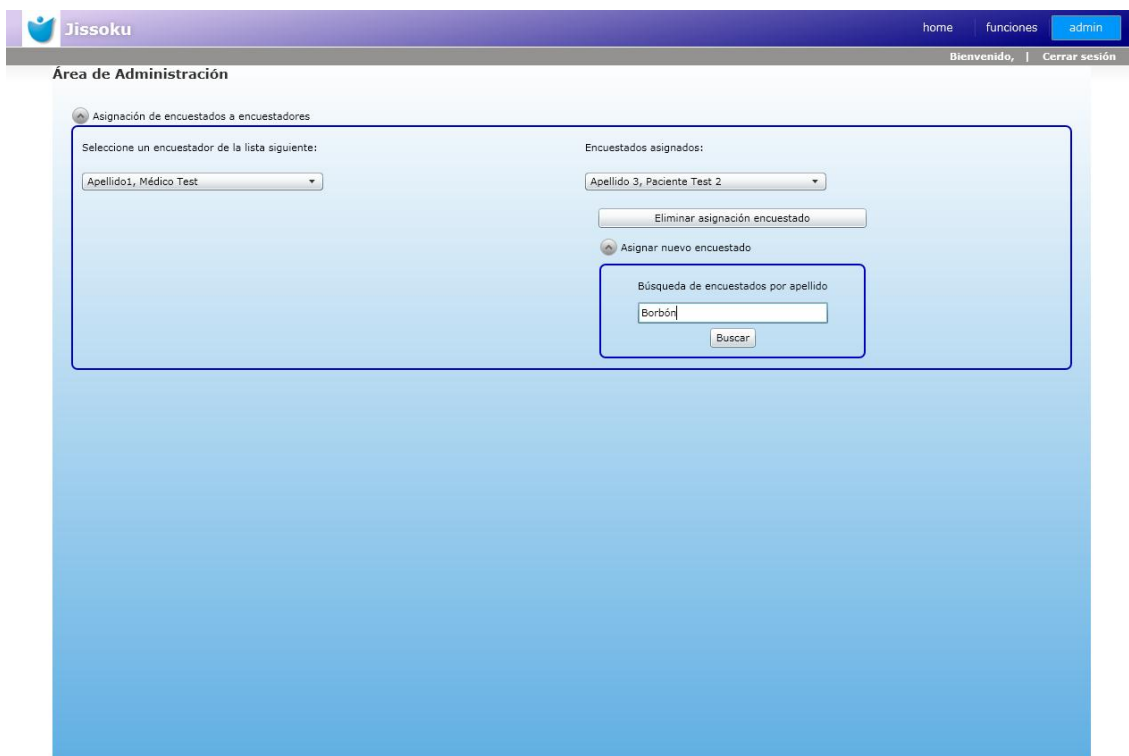 Jissoku
home funciones admin
Bienvenido, | Cerrar sesión
Área de Administración
Asignación de encuestados a encuestadores
Seleccione un encuestador de la lista siguiente:
Apellido1, Médico Test
Encuestados asignados:
Apellido 3, Paciente Test 2
Eliminar asignación encuestado
Asignar nuevo encuestado
Búsqueda de encuestados por apellido
Borbón
Buscar